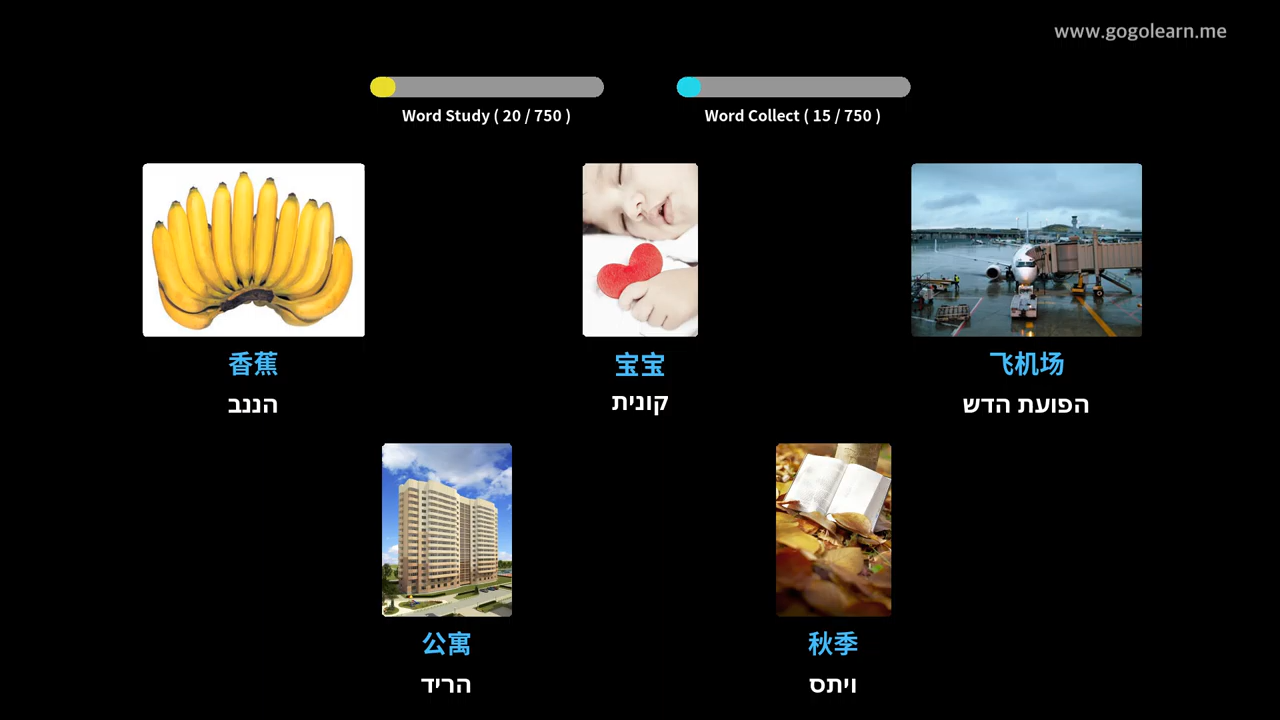 www.gogolearn.me
Word Study ( 20 / 750 )
Word Collect ( 15 / 750 )
香蕉
הננב
宝宝
קונית
飞机场
הפועת הדש
公寓
הריד
秋季
ויתס